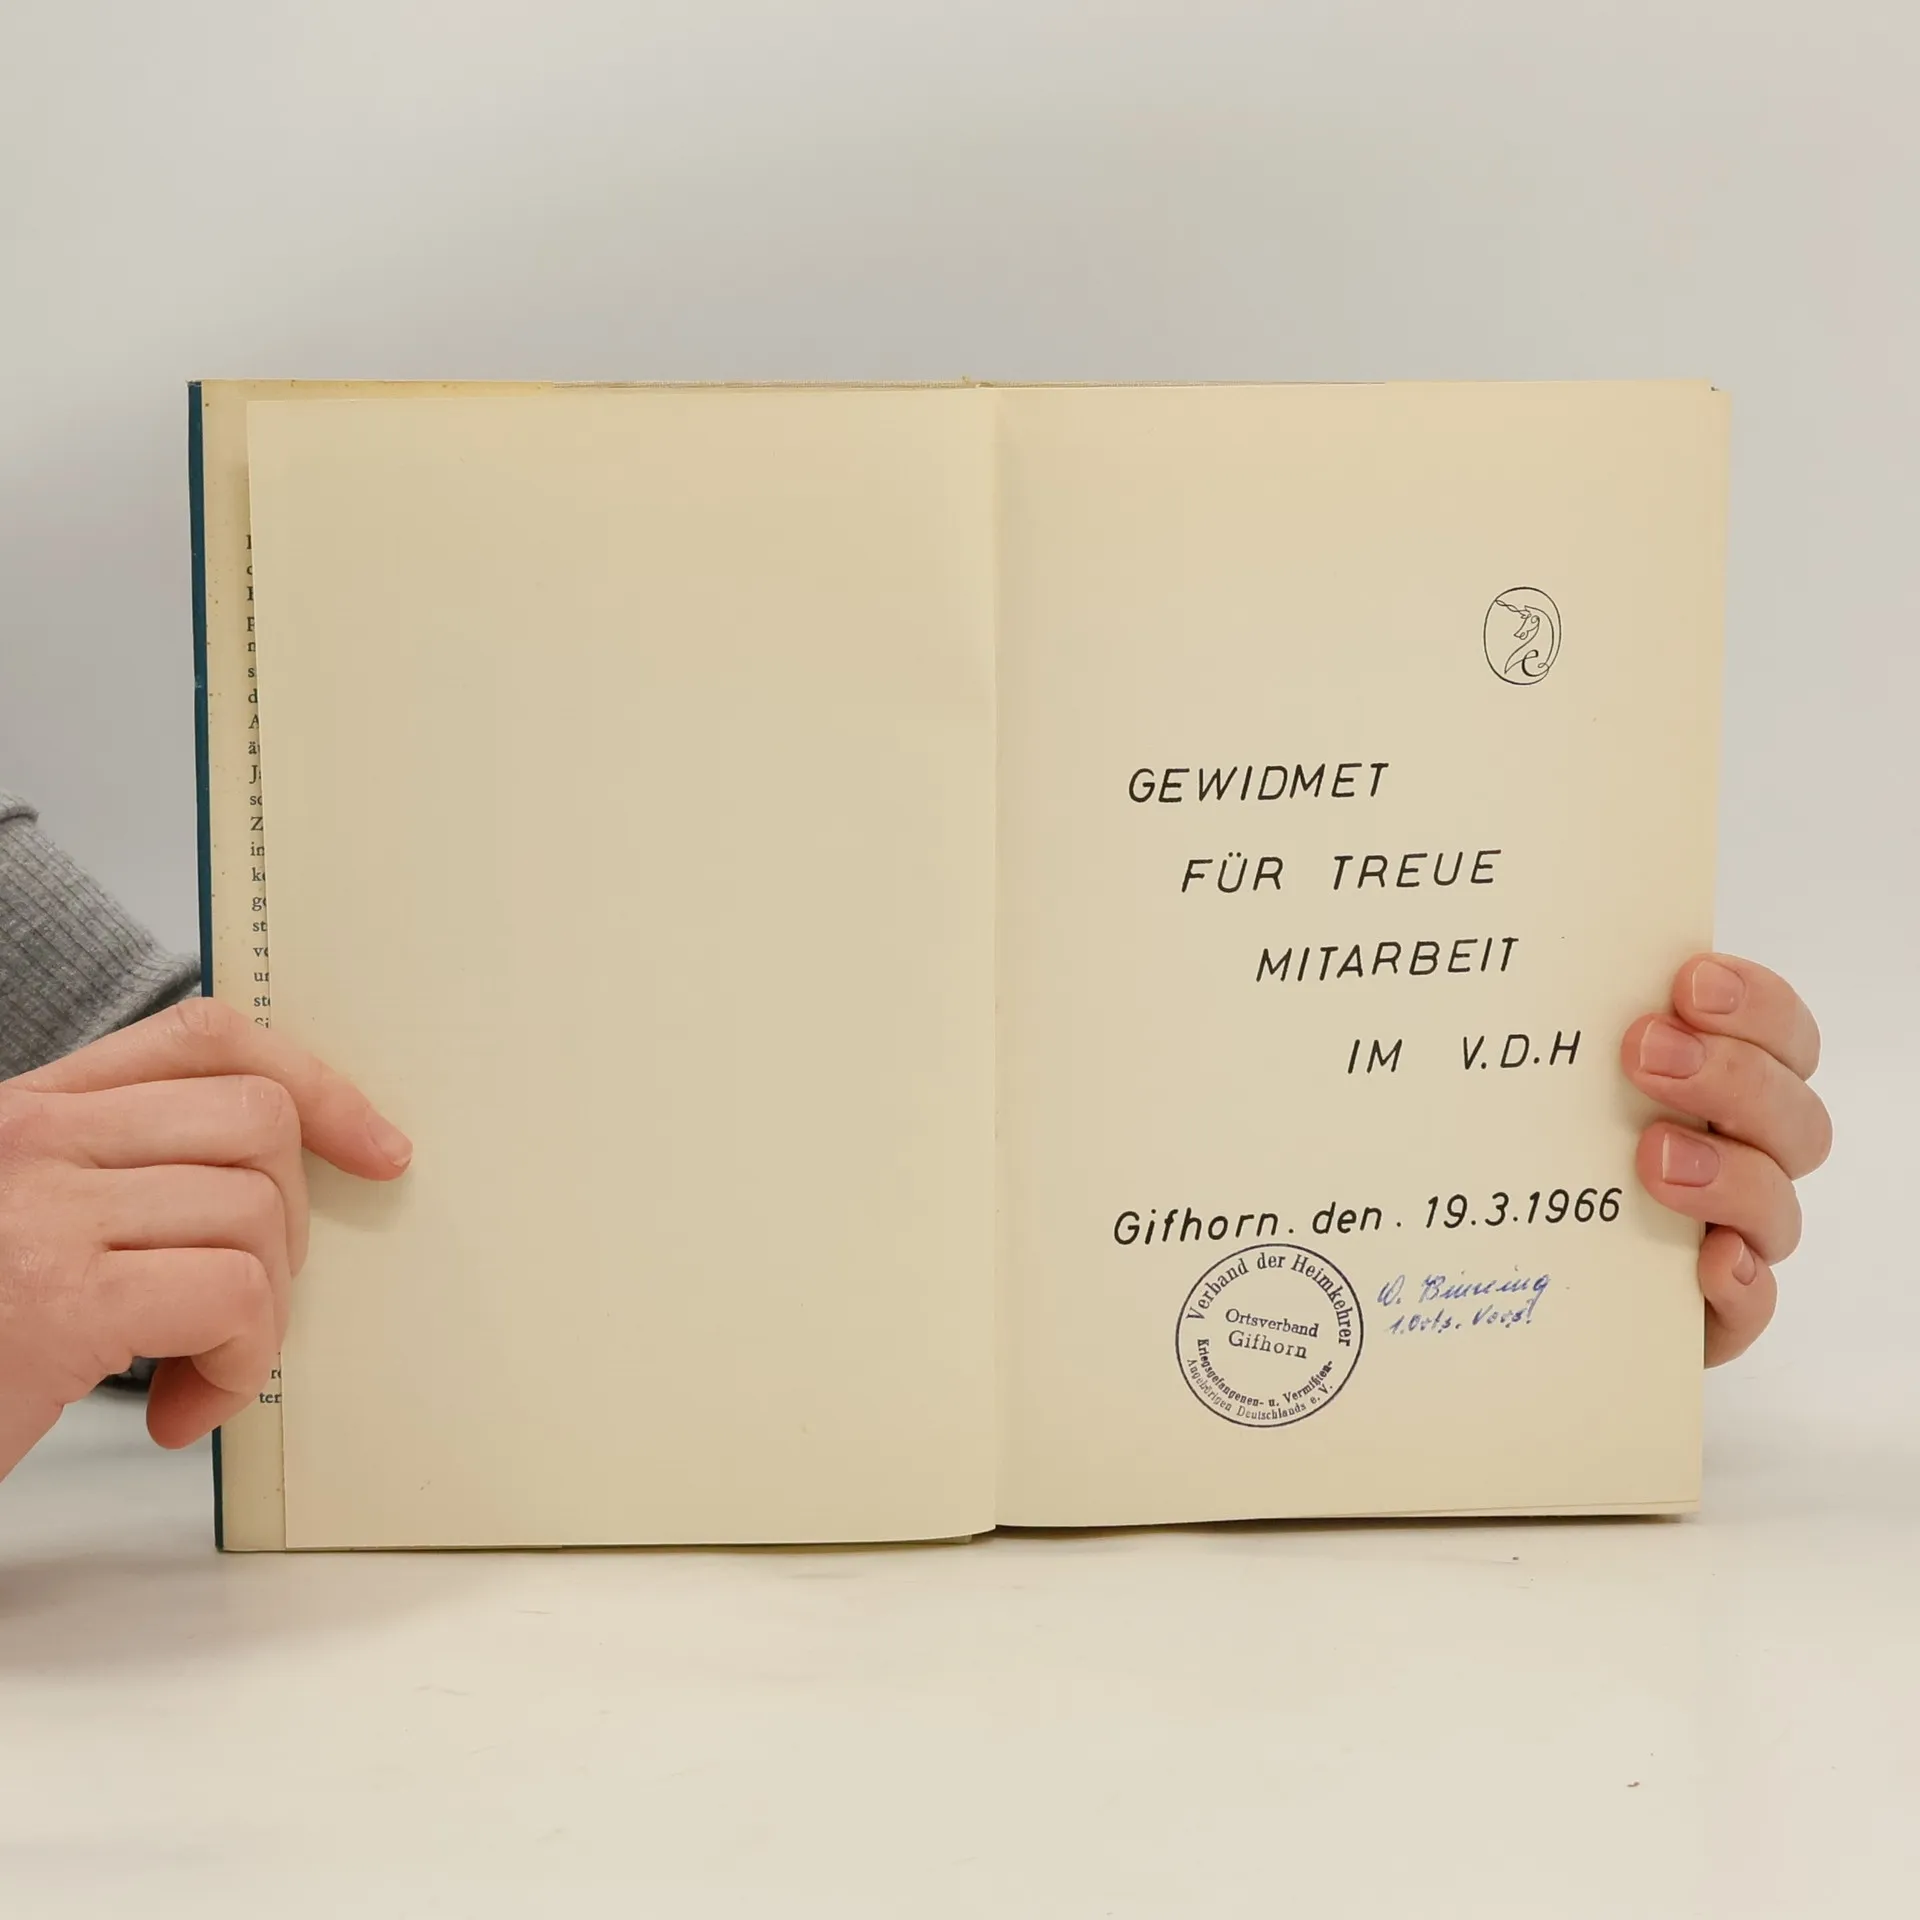 GEWIDMET
FÜR TREUE
MITARBEIT
IM V.D.H
Gifhorn. den. 19.3.1966
Verband der Heimkehrer
Ortsverband
Gifhorn
Kriegsgefangenen- u. Vermißten-
Angehörigen Deutschlands e. V.
W.
1. Orts. Vors.